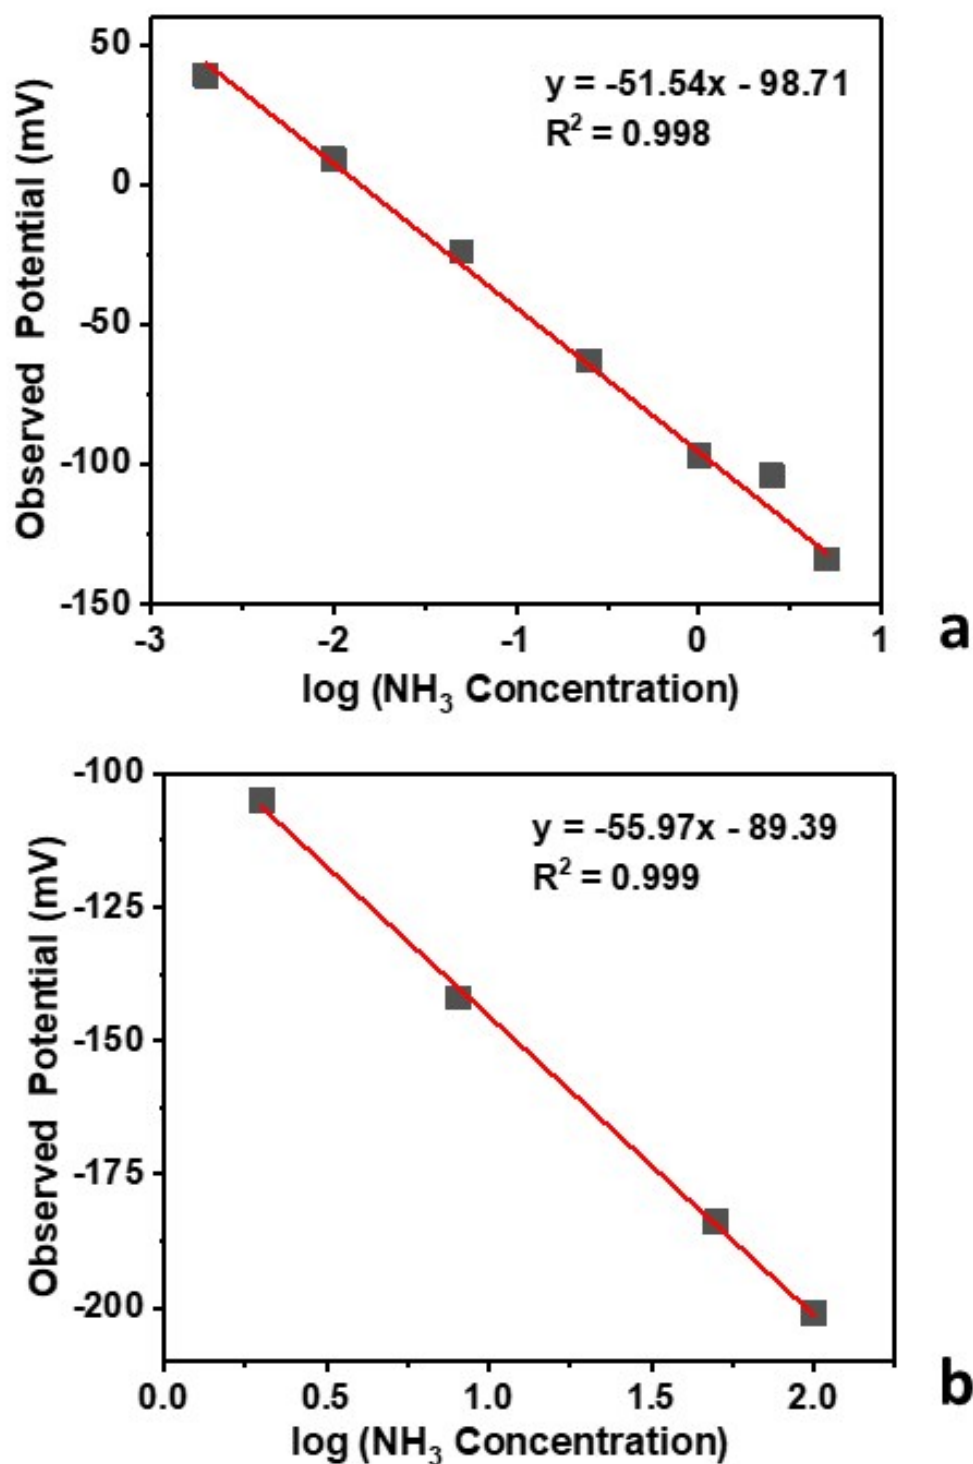 50
0
-50
-100
-150
Observed Potential (mV)
y = -51.54x - 98.71
R² = 0.998
-3 -2 -1 0 1
log (NH₃ Concentration)
a
-100
-125
-150
-175
-200
Observed Potential (mV)
y = -55.97x - 89.39
R² = 0.999
0.0 0.5 1.0 1.5 2.0
log (NH₃ Concentration)
b